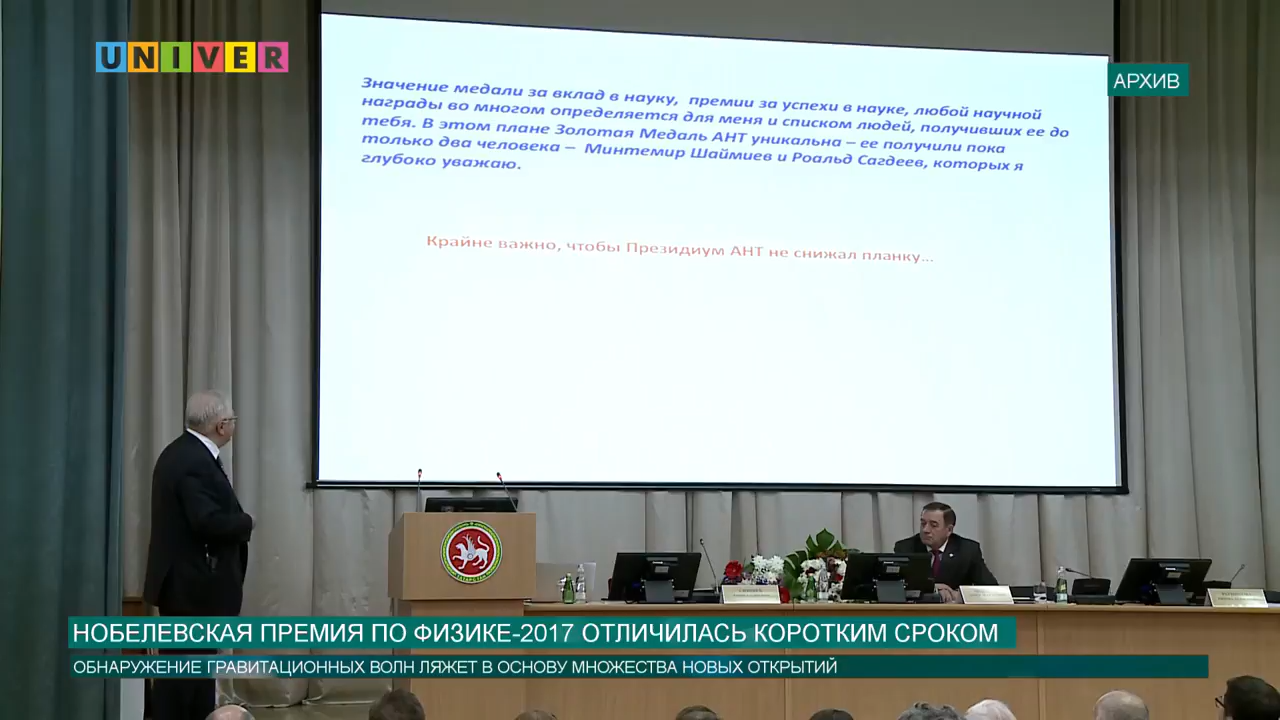 UNIVER
АРХИВ
Значение медали за вклад в науку, премии за успехи в науке, любой научной
награды во многом определяется для меня и списком людей, получивших ее до
тебя. В этом плане Золотая Медаль АНТ уникальна – ее получили пока
только два человека – Минтемир Шаймиев и Роальд Сагдеев, которых я
глубоко уважаю.
Крайне важно, чтобы Президиум АНТ не снижал планку...
НОБЕЛЕВСКАЯ ПРЕМИЯ ПО ФИЗИКЕ-2017 ОТЛИЧИЛАСЬ КОРОТКИМ СРОКОМ
ОБНАРУЖЕНИЕ ГРАВИТАЦИОННЫХ ВОЛН ЛЯЖЕТ В ОСНОВУ МНОЖЕСТВА НОВЫХ ОТКРЫТИЙ